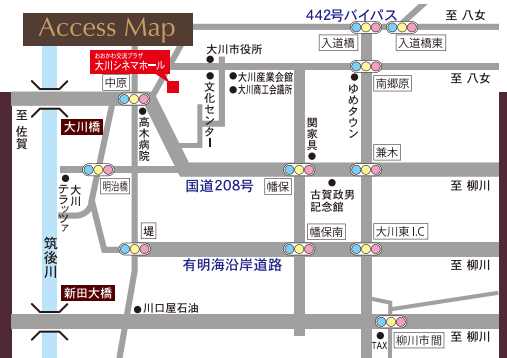 Access Map
442号バイパス
至 八女
入道橋
入道橋東
大川市役所
おおかわ交流プラザ
大川シネマホール
中原
大川産業会館
大川商工会議所
文化センター
ゆめタウン
南郷原
至 八女
至 佐賀
大川橋
高木病院
関家具
兼木
明治橋
国道208号
幡保
古賀政男
記念館
至 柳川
大川
テラッツァ
堤
幡保南
大川東I.C
筑後川
有明海沿岸道路
至 柳川
新田大橋
川口屋石油
TAX
柳川市間
至 柳川